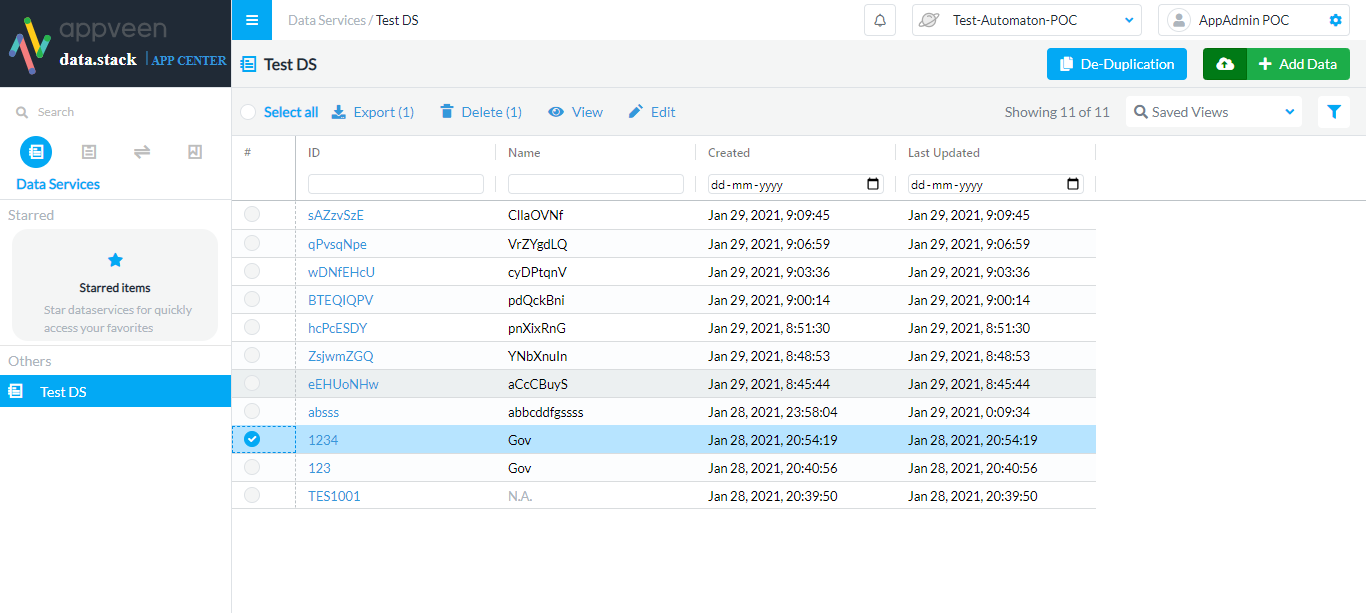 appveen
data.stack | APP CENTER
Data Services / Test DS
Test-Automaton-POC
AppAdmin POC
Test DS
De-Duplication
Add Data
Search
Select all
Export (1)
Delete (1)
View
Edit
Showing 11 of 11
Saved Views
Data Services
Starred
Starred items
Star dataservices for quickly
access your favorites
Others
Test DS
# ID Name Created Last Updated
dd-mm-yyyy dd-mm-yyyy
sAZzvSzE CIlaOVNf Jan 29, 2021, 9:09:45 Jan 29, 2021, 9:09:45
qPvsqNpe VrZYgdLQ Jan 29, 2021, 9:06:59 Jan 29, 2021, 9:06:59
wDNfEHcU cyDPtqnV Jan 29, 2021, 9:03:36 Jan 29, 2021, 9:03:36
BTEQIQPV pdQckBni Jan 29, 2021, 9:00:14 Jan 29, 2021, 9:00:14
hcPcESDY pnXixRnG Jan 29, 2021, 8:51:30 Jan 29, 2021, 8:51:30
ZsjwmZGQ YNbXnuIn Jan 29, 2021, 8:48:53 Jan 29, 2021, 8:48:53
eEHUoNHw aCcCBuyS Jan 29, 2021, 8:45:44 Jan 29, 2021, 8:45:44
absss abbcddfgssss Jan 28, 2021, 23:58:04 Jan 29, 2021, 0:09:34
1234 Gov Jan 28, 2021, 20:54:19 Jan 28, 2021, 20:54:19
123 Gov Jan 28, 2021, 20:40:56 Jan 28, 2021, 20:40:56
TES1001 N.A. Jan 28, 2021, 20:39:50 Jan 28, 2021, 20:39:50